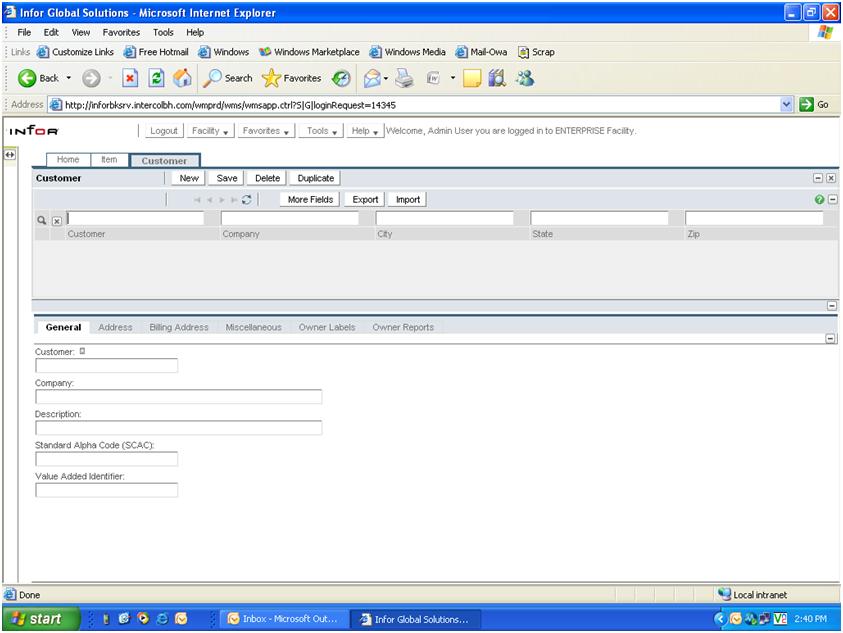 Infor Global Solutions - Microsoft Internet Explorer
File Edit View Favorites Tools Help
Links Customize Links Free Hotmail Windows Windows Marketplace Windows Media Mail-Owa Scrap
Back Search Favorites
Address http://inforbksrv.intercolbh.com/wmprd/wms/wmsapp.ctrl?S|G|loginRequest=14345 Go
INFOR Logout Facility Favorites Tools Help Welcome, Admin User you are logged in to ENTERPRISE Facility.
Home Item Customer
Customer New Save Delete Duplicate
More Fields Export Import
Customer Company City State Zip
General Address Billing Address Miscellaneous Owner Labels Owner Reports
Customer:
Company:
Description:
Standard Alpha Code (SCAC):
Value Added Identifier:
Done Local intranet
start Inbox - Microsoft Out... Infor Global Solutions... 2:40 PM